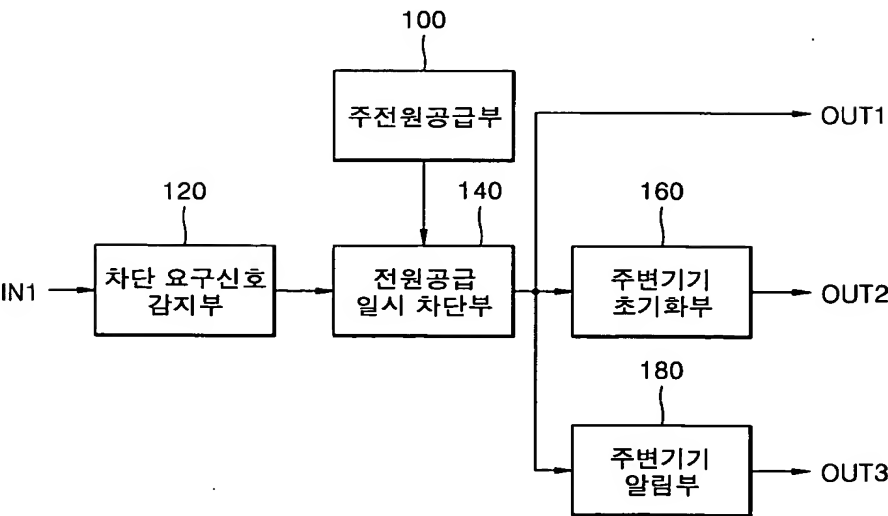 100
주전원공급부
OUT1
120
140
160
IN1
차단 요구신호
감지부
전원공급
일시 차단부
주변기기
초기화부
OUT2
180
주변기기
알림부
OUT3